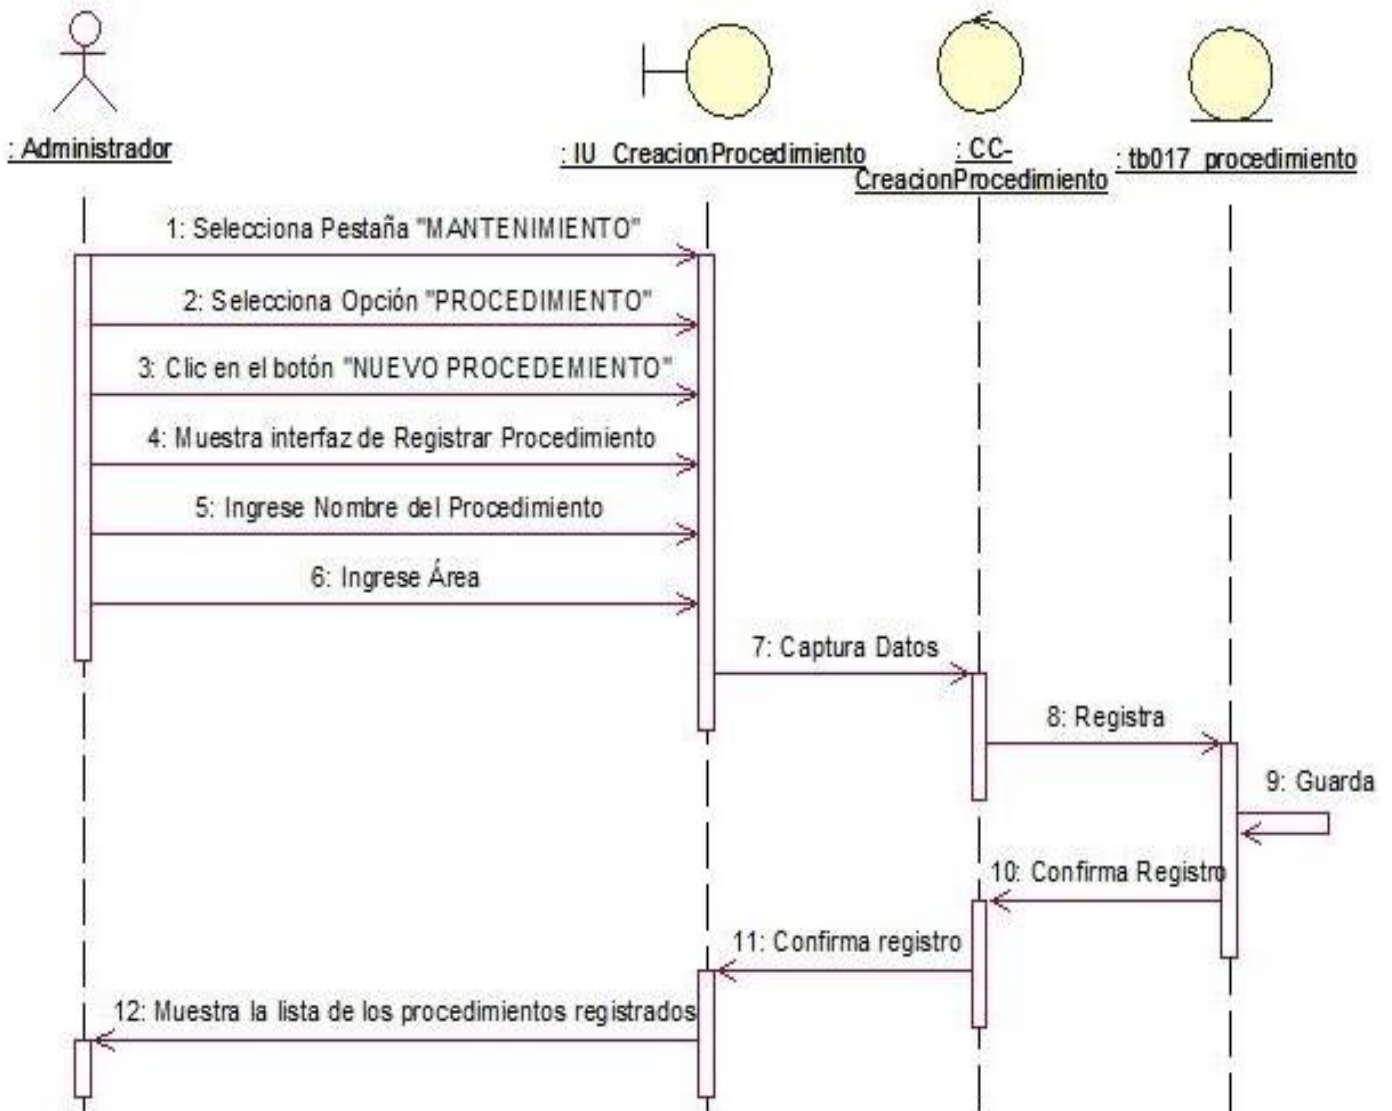 : Administrador
: IU_CreacionProcedimiento
: CC-
CreacionProcedimiento
: tb017_procedimiento
1: Selecciona Pestaña "MANTENIMIENTO"
2: Selecciona Opción "PROCEDIMIENTO"
3: Clic en el botón "NUEVO PROCEDEMIENTO"
4: Muestra interfaz de Registrar Procedimiento
5: Ingrese Nombre del Procedimiento
6: Ingrese Área
7: Captura Datos
8: Registra
9: Guarda
10: Confirma Registro
11: Confirma registro
12: Muestra la lista de los procedimientos registrados